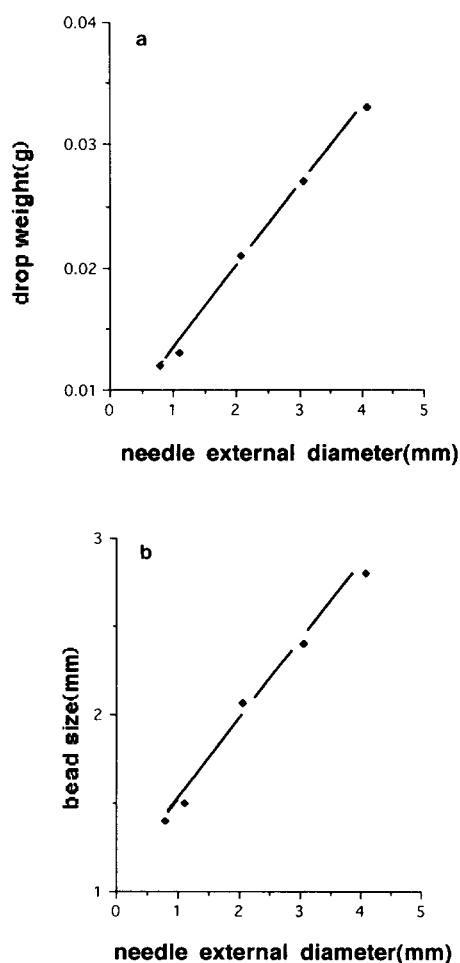 0.04
a
0.03
drop weight(g)
0.02
0.01
0 1 2 3 4 5
needle external diameter(mm)
3
b
bead size(mm)
2
1
0 1 2 3 4 5
needle external diameter(mm)